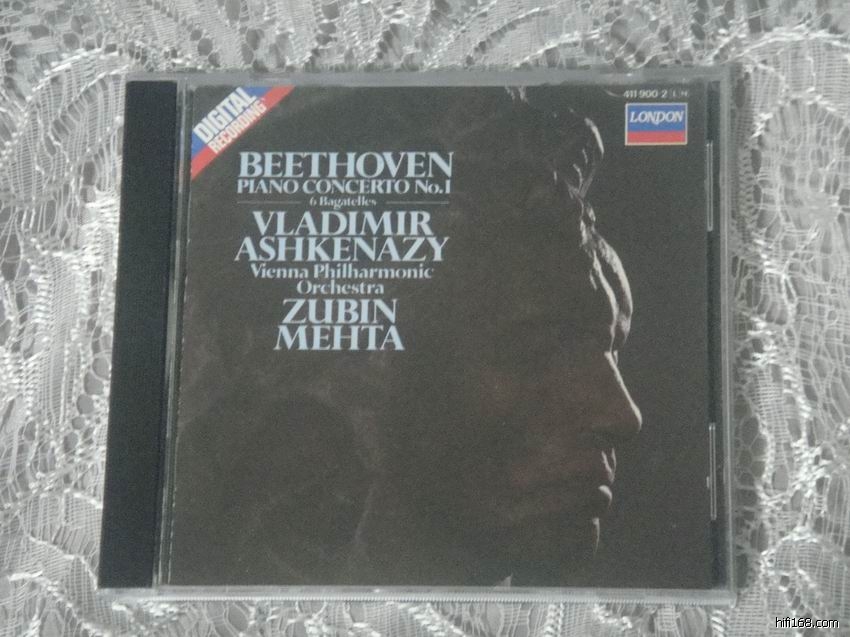 DIGITAL
RECORDING
411 900-2 LH
LONDON
BEETHOVEN
PIANO CONCERTO No.1
6 Bagatelles
VLADIMIR
ASHKENAZY
Vienna Philharmonic
Orchestra
ZUBIN
MEHTA
hifi168.com